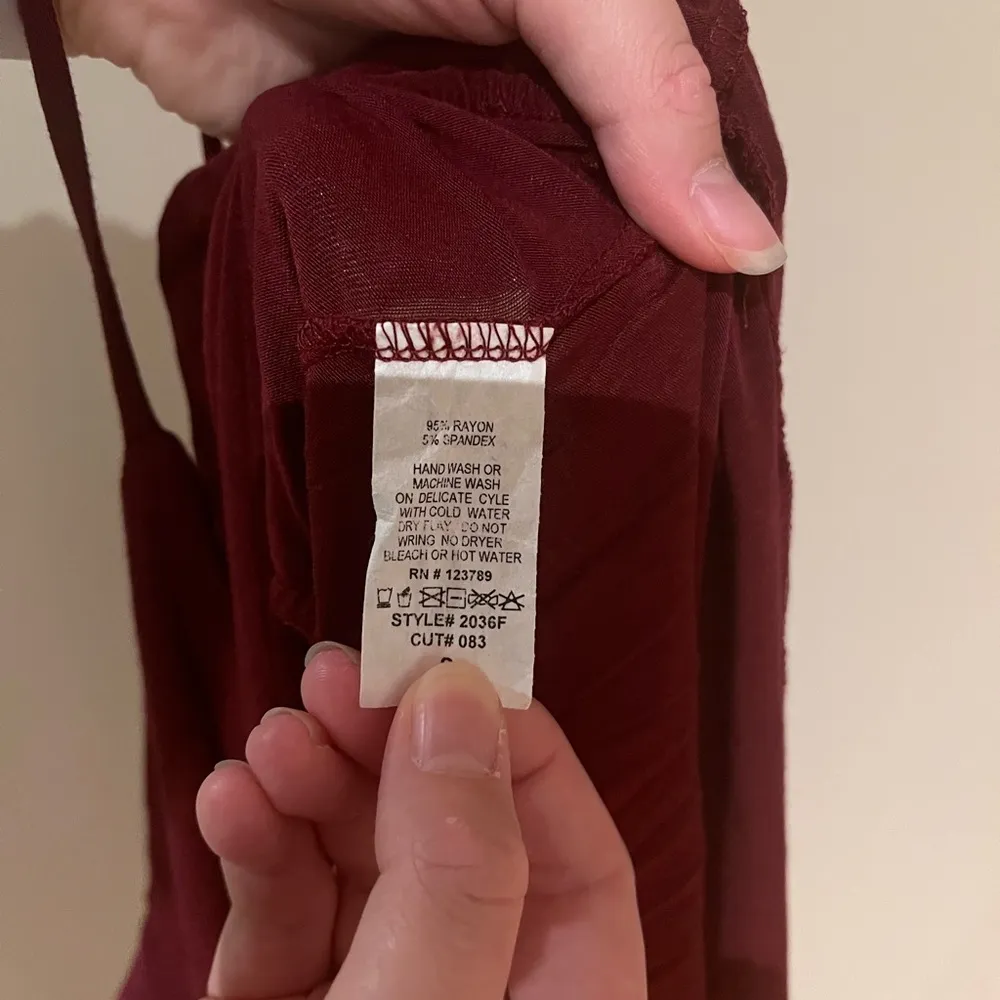 95% RAYON
5% SPANDEX
HAND WASH OR
MACHINE WASH
ON DELICATE CYLE
WITH COLD WATER
DRY FLAY DO NOT
WRING NO DRYER
BLEACH OR HOT WATER
RN # 123789
STYLE# 2036F
CUT# 083